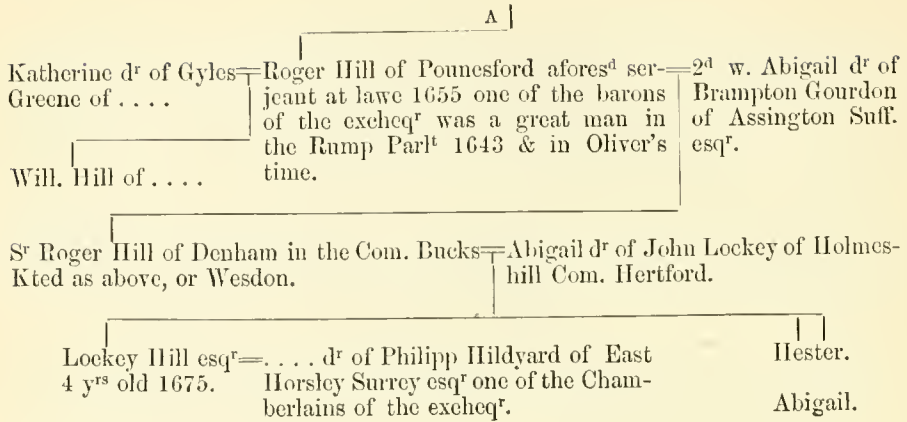 A
Katherine dʳ of Gyles
Greene of . . . .
Roger Hill of Pounesford aforesᵈ ser-
jeant at lawe 1655 one of the barons
of the excheqʳ was a great man in
the Rump Parlᵗ 1643 & in Oliver's
time.
2ᵈ w. Abigail dʳ of
Brampton Gourdon
of Assington Suff.
esqʳ.
Will. Hill of . . . .
Sʳ Roger Hill of Denham in the Com. Bucks
Kted as above, or Wesdon.
Abigail dʳ of John Lockey of Holmes-
hill Com. Hertford.
Lockey Hill esqʳ
4 yʳˢ old 1675.
. . . . dʳ of Philipp Hildyard of East
Horsley Surrey esqʳ one of the Cham-
berlains of the excheqʳ.
Hester.
Abigail.